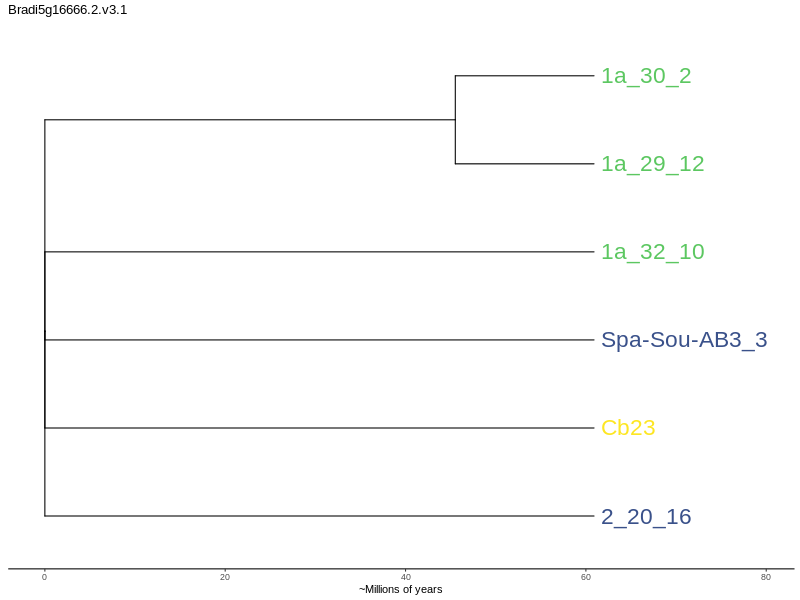 Bradi5g16666.2.v3.1
1a_30_2
1a_29_12
1a_32_10
Spa-Sou-AB3_3
Cb23
2_20_16
0 20 40 60 80
~Millions of years